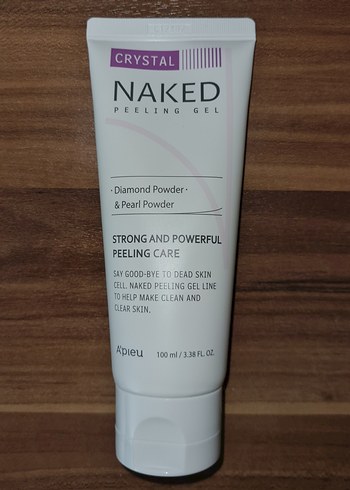 CRYSTAL
NAKED
PEELING GEL
· Diamond Powder ·
& Pearl Powder
STRONG AND POWERFUL
PEELING CARE
SAY GOOD-BYE TO DEAD SKIN
CELL. NAKED PEELING GEL LINE
TO HELP MAKE CLEAN AND
CLEAR SKIN.
A'PIEU 100 ml / 3.38 FL. OZ.